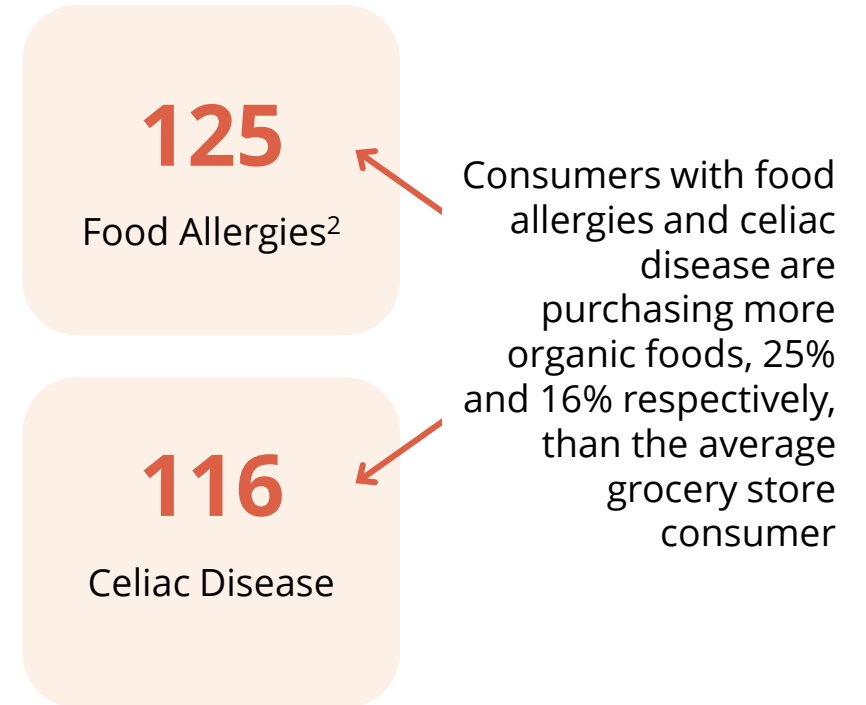 125
Food Allergies²
116
Celiac Disease
Consumers with food
allergies and celiac
disease are
purchasing more
organic foods, 25%
and 16% respectively,
than the average
grocery store
consumer